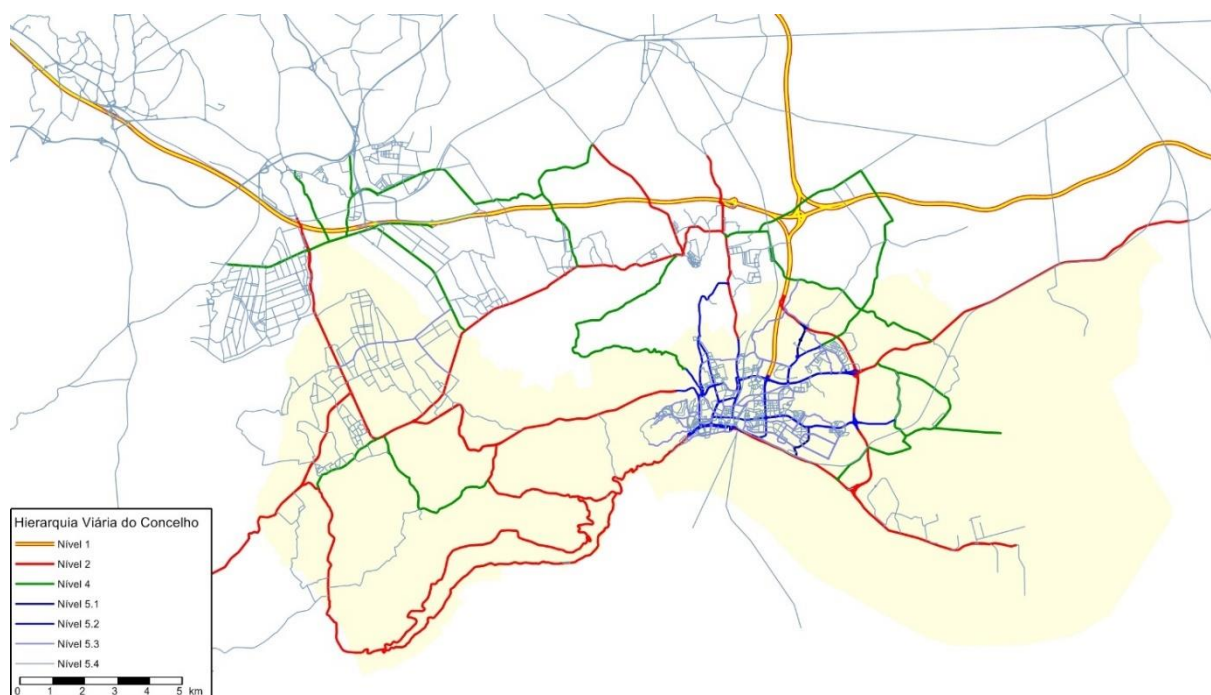 Hierarquia Viária do Concelho
Nível 1
Nível 2
Nível 4
Nível 5.1
Nível 5.2
Nível 5.3
Nível 5.4
0 1 2 3 4 5 km